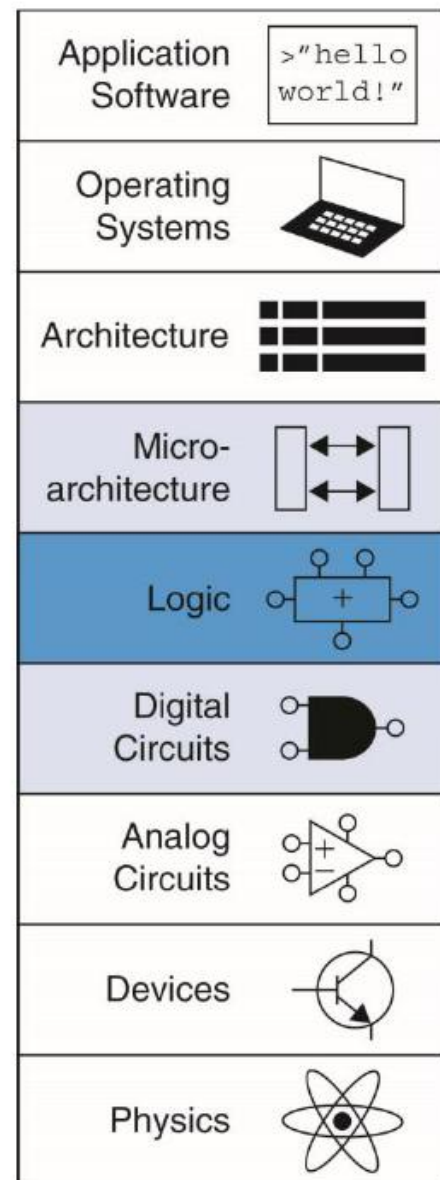 Application
Software
>"hello
world!"
Operating
Systems
Architecture
Micro-
architecture
Logic
+
Digital
Circuits
Analog
Circuits
+
−
Devices
Physics